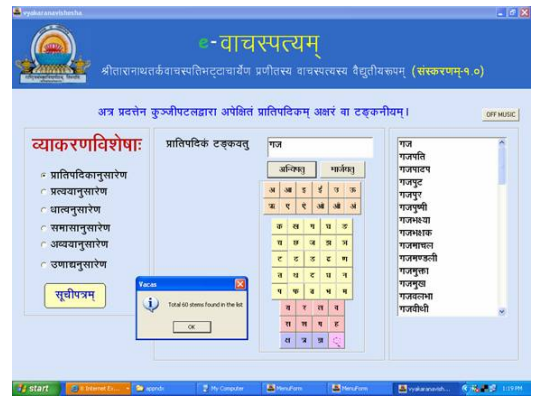 vyakaranavishesha
e-वाचस्पत्यम्
श्रीतारानाथतर्कवाचस्पतिभट्टाचार्येण प्रणीतस्य वाचस्पत्यस्य वैद्युतीयरूपम् (संस्करणम्-१.०)
अत्र प्रदत्तेन कुञ्जीपटलद्वारा अपेक्षितं प्रातिपदिकम् अक्षरं वा टङ्कनीयम् ।
OFF MUSIC
व्याकरणविशेषाः
प्रातिपदिकानुसारेण
प्रत्ययानुसारेण
धात्वनुसारेण
समासानुसारेण
अव्ययानुसारेण
उणाद्यनुसारेण
सूचीपत्रम्
प्रातिपदिकं टङ्कयतु
गज
अन्विष्यतु मार्जयतु
अ आ इ ई उ ऊ
ऋ ए ऐ ओ औ अं
क ख ग घ ङ
च छ ज झ ञ
ट ठ ड ढ ण
त थ द ध न
प फ ब भ म
य र ल व
श स ष ह
क्ष त्र ज्ञ
Vacas
Total 60 stems found in the list
OK
गज
गजपति
गजपादप
गजपुट
गजपुर
गजपुष्पी
गजभक्ष्या
गजभक्षक
गजमाचल
गजमण्डली
गजमुक्ता
गजमुख
गजवल्लभा
गजवीथी
start
Internet Ex...
appndx
My Computer
MenuForm
MenuForm
vyakaranavish...
1:19 PM